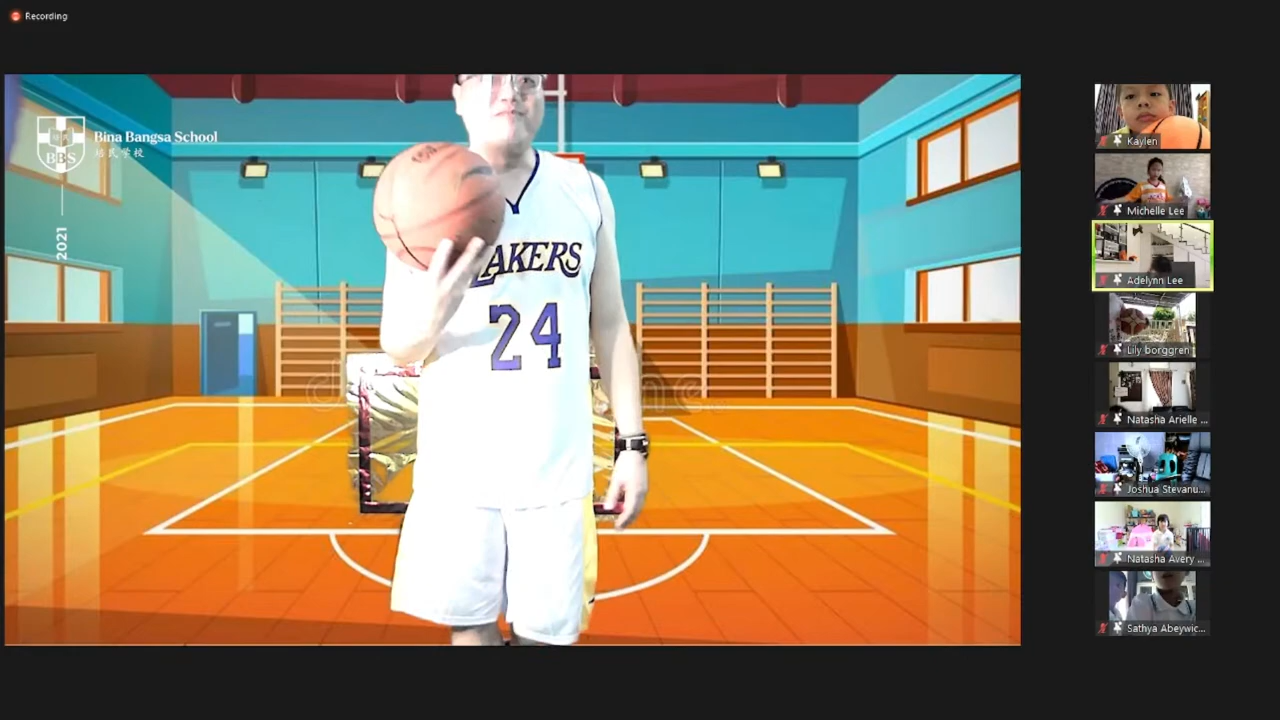 Recording
Bina Bangsa School
培民学校
BBS
2021
LAKERS
24
Kaylen
Michelle Lee
Adelynn Lee
Lily borggren
Natasha Arielle ...
Joshua Stevanu...
Natasha Avery ...
Sathya Abeywic...